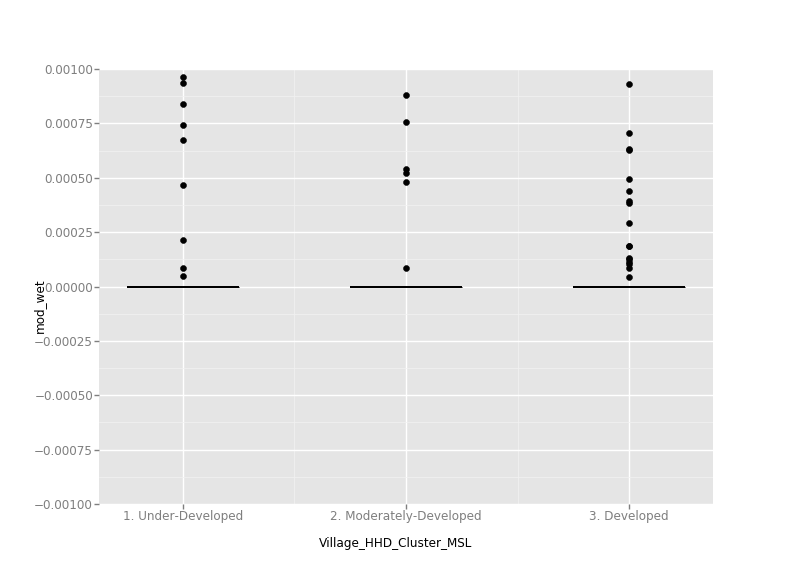 0.00100
0.00075
0.00050
0.00025
0.00000
−0.00025
−0.00050
−0.00075
−0.00100
mod_wet
1. Under-Developed
2. Moderately-Developed
3. Developed
Village_HHD_Cluster_MSL